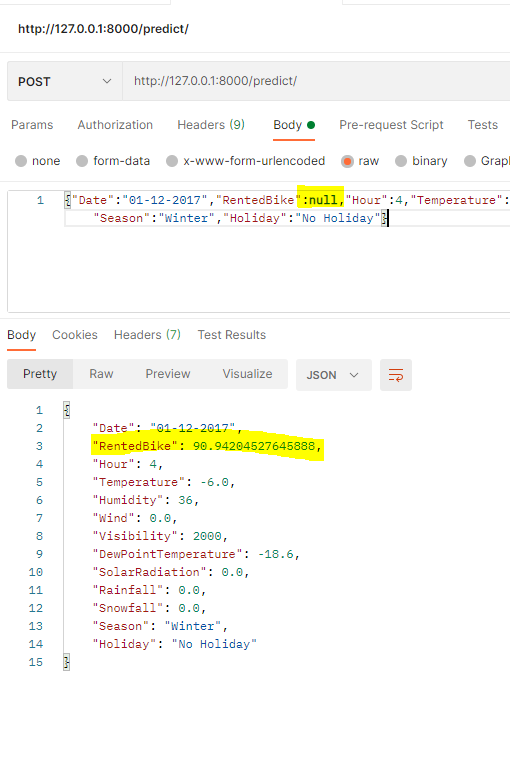 http://127.0.0.1:8000/predict/
POST http://127.0.0.1:8000/predict/
Params Authorization Headers (9) Body Pre-request Script Tests
none form-data x-www-form-urlencoded raw binary Grap
1 {"Date":"01-12-2017","RentedBike":null,"Hour":4,"Temperature":
"Season":"Winter","Holiday":"No Holiday"}
Body Cookies Headers (7) Test Results
Pretty Raw Preview Visualize JSON
1 {
2 "Date": "01-12-2017",
3 "RentedBike": 90.94204527645888,
4 "Hour": 4,
5 "Temperature": -6.0,
6 "Humidity": 36,
7 "Wind": 0.0,
8 "Visibility": 2000,
9 "DewPointTemperature": -18.6,
10 "SolarRadiation": 0.0,
11 "Rainfall": 0.0,
12 "Snowfall": 0.0,
13 "Season": "Winter",
14 "Holiday": "No Holiday"
15 }